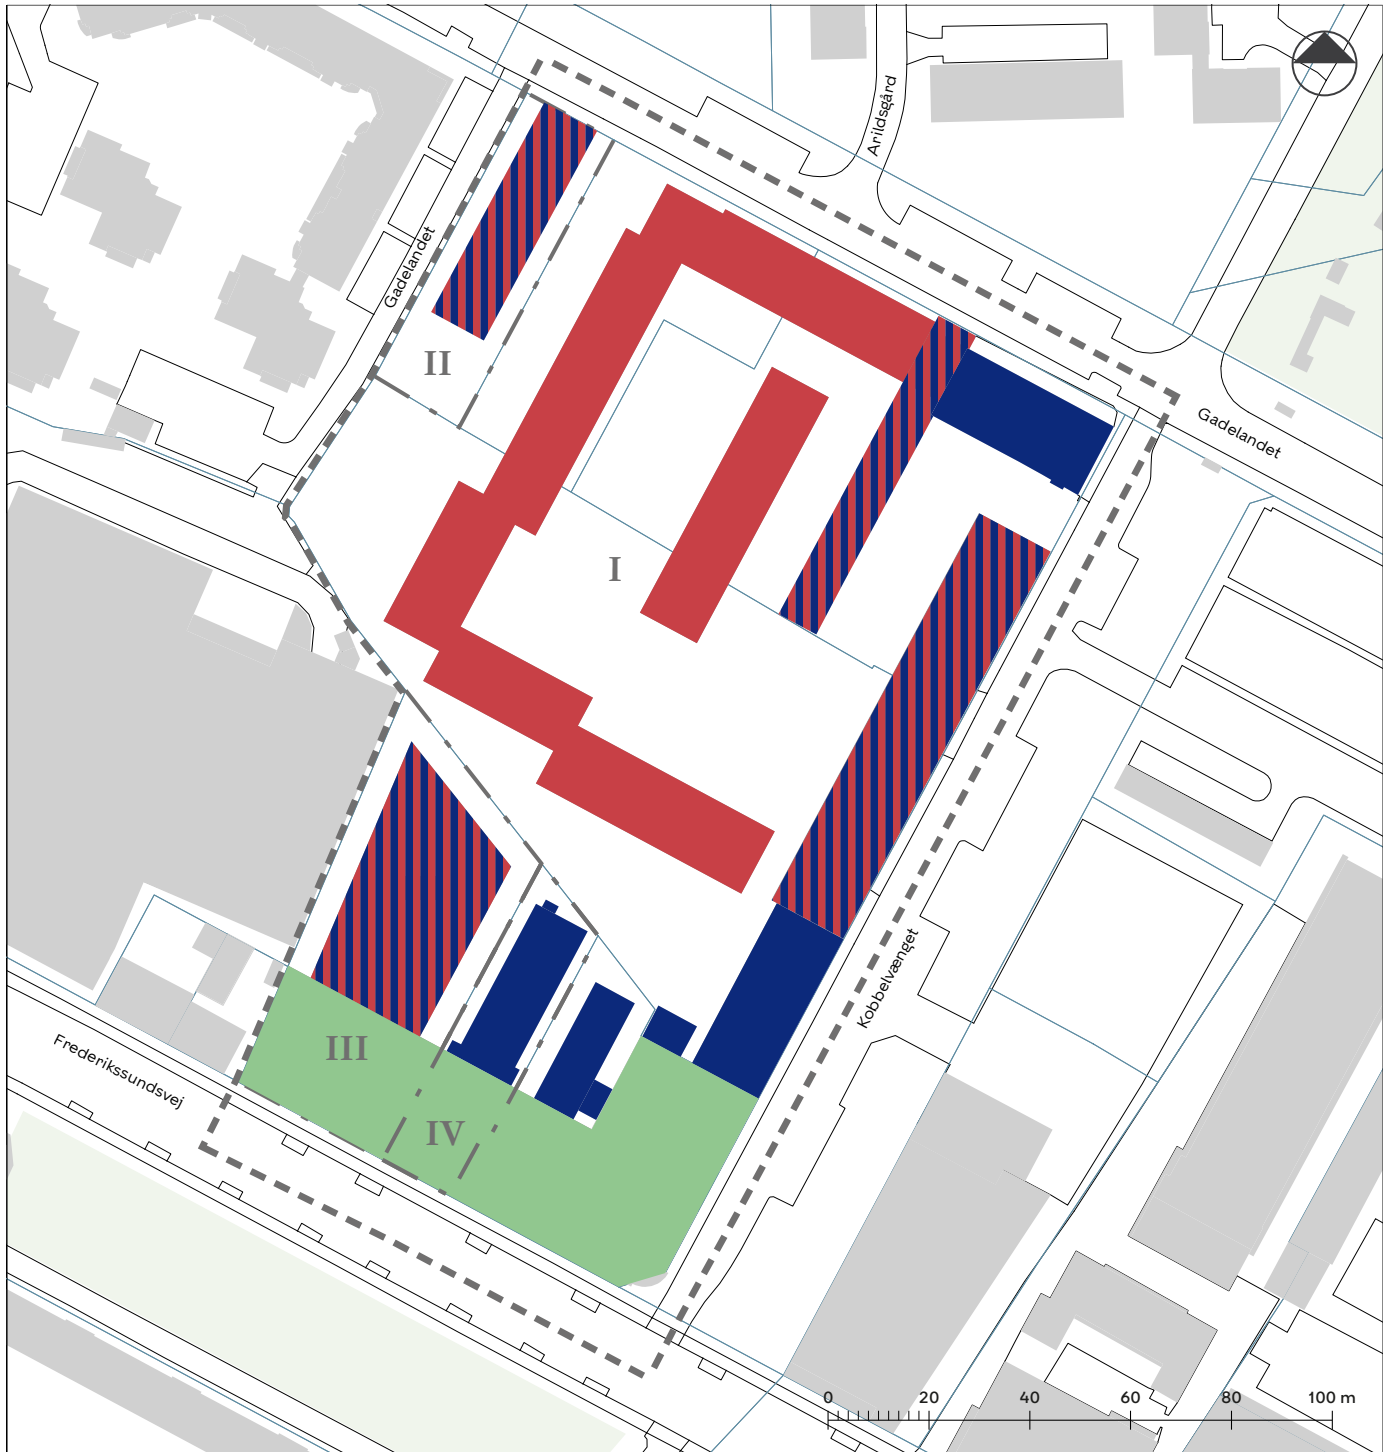 Arildsgård
Gadelandet
II
Gadelandet
I
Kobbelvænget
III
Frederikssundsvej
IV
0 20 40 60 80 100 m